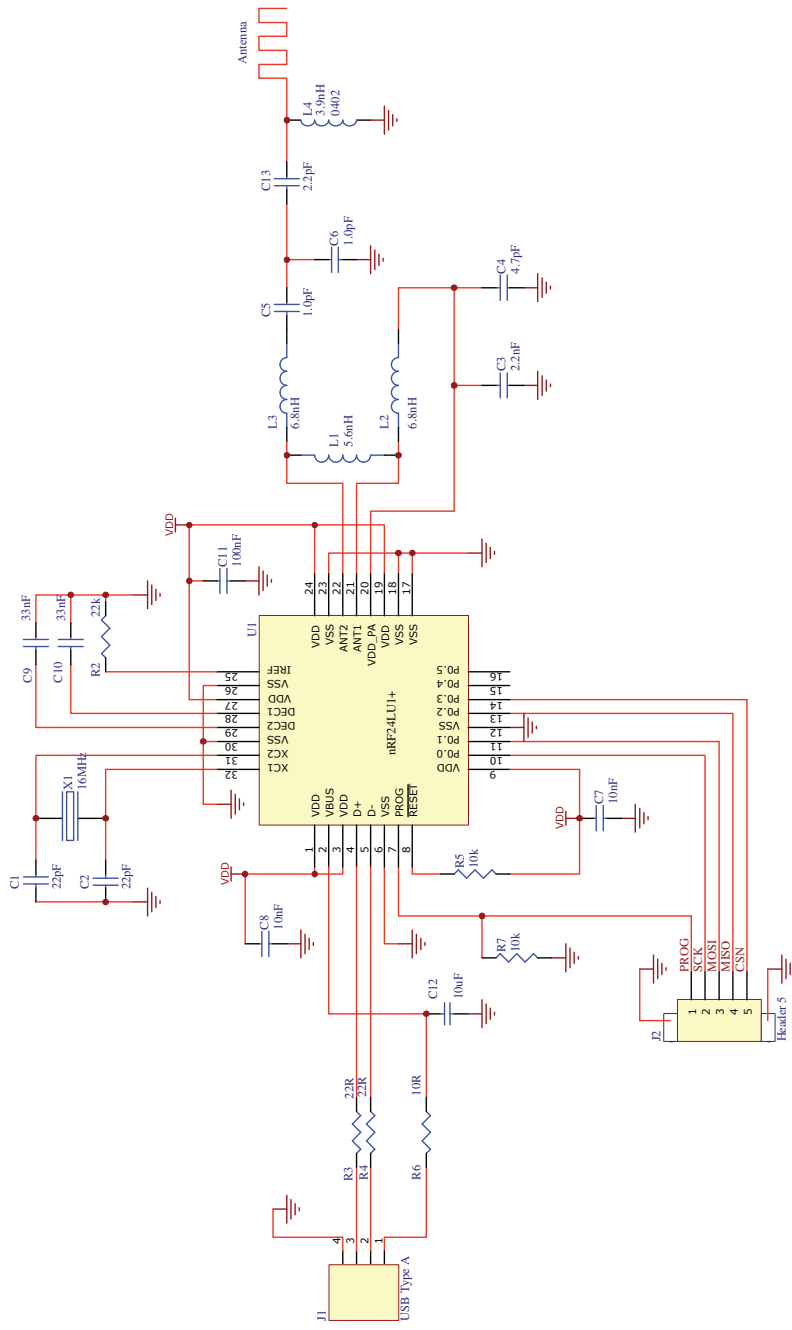 Antenna
L4
3.9nH
0402
C13
2.2pF
C6
1.0pF
C5
1.0pF
C4
4.7pF
C3
2.2nF
L3
6.8nH
L2
6.8nH
L1
5.6nH
VDD
C11
100nF
33nF
33nF
22k
C9
C10
R2
U1
nRF24LU1+
24
23
22
21
20
19
18
17
VDD
VSS
ANT2
ANT1
VDD_PA
VDD
VSS
VSS
IREF
VSS
VDD
DEC1
DEC2
VSS
XC2
XC1
25
26
27
28
29
30
31
32
P0.5
P0.4
P0.3
P0.2
VSS
P0.1
P0.0
VDD
16
15
14
13
12
11
10
9
VDD
VBUS
VDD
D+
D-
VSS
PROG
RESET
1
2
3
4
5
6
7
8
X1
16MHz
C1
22pF
C2
22pF
VDD
C8
10nF
VDD
C7
10nF
R5
10k
R7
10k
C12
10uF
22R
22R
10R
R3
R4
R6
J1
USB Type A
4
3
2
1
PROG
SCK
MOSI
MISO
CSN
1
2
3
4
5
J2
Header 5